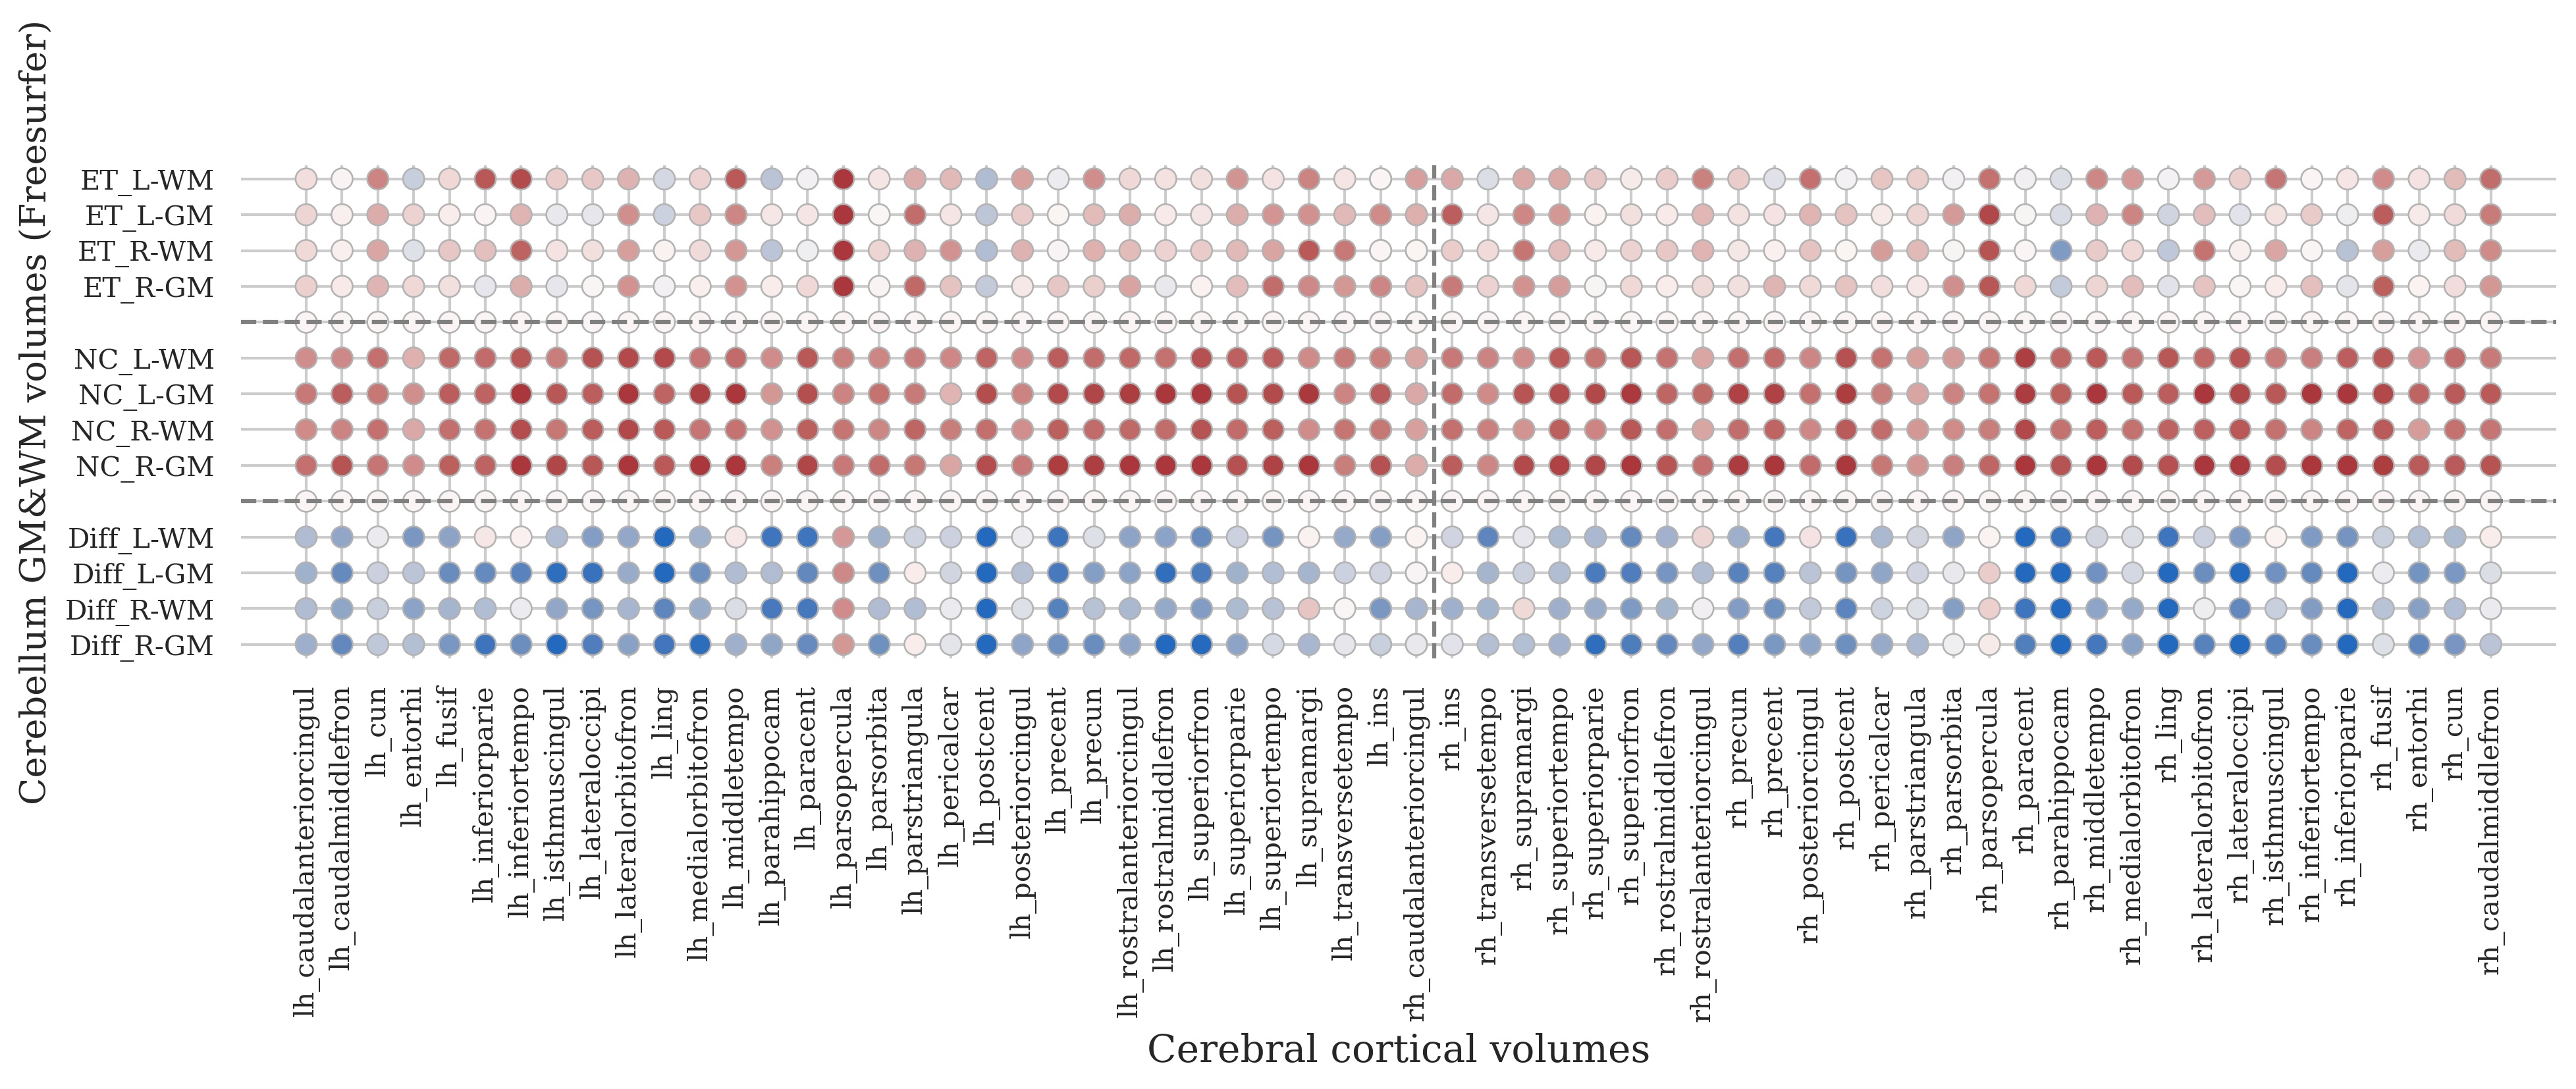 Cerebellum GM&WM volumes (Freesurfer)
ET_L-WM
ET_L-GM
ET_R-WM
ET_R-GM
NC_L-WM
NC_L-GM
NC_R-WM
NC_R-GM
Diff_L-WM
Diff_L-GM
Diff_R-WM
Diff_R-GM
lh_caudalanteriorcingul
lh_caudalmiddlefron
lh_cun
lh_entorhi
lh_fusif
lh_inferiorparie
lh_inferiortempo
lh_isthmuscingul
lh_lateraloccipi
lh_lateralorbitofron
lh_ling
lh_medialorbitofron
lh_middletempo
lh_parahippocam
lh_paracent
lh_parsopercula
lh_parsorbita
lh_parstriangula
lh_pericalcar
lh_postcent
lh_posteriorcingul
lh_precent
lh_precun
lh_rostralanteriorcingul
lh_rostralmiddlefron
lh_superiorfron
lh_superiorparie
lh_superiortempo
lh_supramargi
lh_transversetempo
lh_ins
rh_caudalanteriorcingul
rh_ins
rh_transversetempo
rh_supramargi
rh_superiortempo
rh_superiorparie
rh_superiorfron
rh_rostralmiddlefron
rh_rostralanteriorcingul
rh_precun
rh_precent
rh_posteriorcingul
rh_postcent
rh_pericalcar
rh_parstriangula
rh_parsorbita
rh_parsopercula
rh_paracent
rh_parahippocam
rh_middletempo
rh_medialorbitofron
rh_ling
rh_lateralorbitofron
rh_lateraloccipi
rh_isthmuscingul
rh_inferiortempo
rh_inferiorparie
rh_fusif
rh_entorhi
rh_cun
rh_caudalmiddlefron
Cerebral cortical volumes